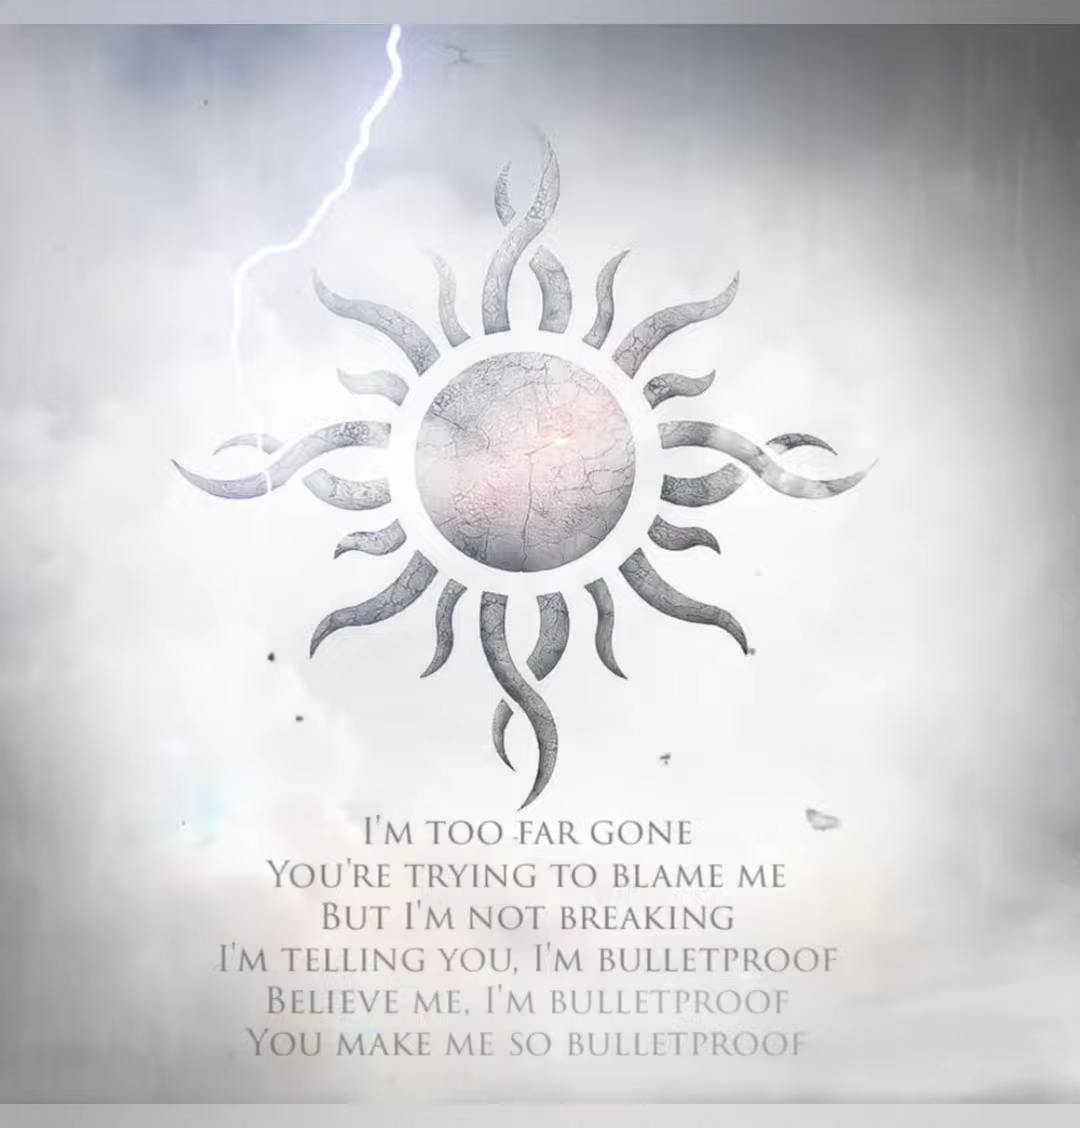 I'M TOO FAR GONE
YOU'RE TRYING TO BLAME ME
BUT I'M NOT BREAKING
I'M TELLING YOU, I'M BULLETPROOF
BELIEVE ME, I'M BULLETPROOF
YOU MAKE ME SO BULLETPROOF